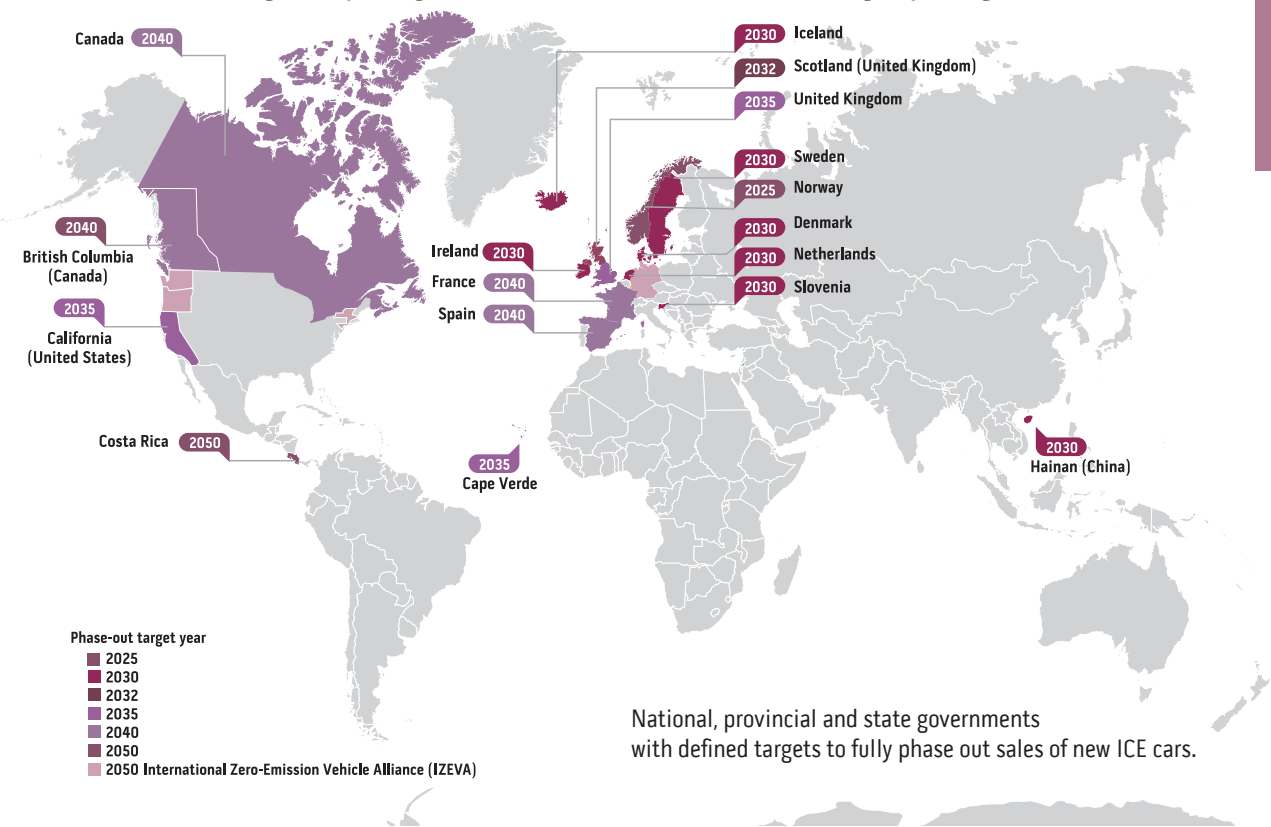 Canada 2040
2030 Iceland
2032 Scotland (United Kingdom)
2035 United Kingdom
2030 Sweden
2025 Norway
2030 Denmark
2030 Netherlands
2030 Slovenia
2040
British Columbia
(Canada)
2035
California
(United States)
Ireland 2030
France 2040
Spain 2040
Costa Rica 2050
2035
Cape Verde
2030
Hainan (China)
Phase-out target year
2025
2030
2032
2035
2040
2050
2050 International Zero-Emission Vehicle Alliance (IZEVA)
National, provincial and state governments
with defined targets to fully phase out sales of new ICE cars.